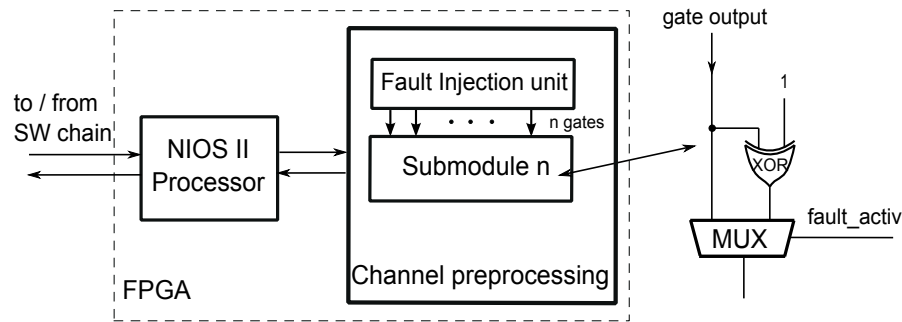 to / from
SW chain
NIOS II
Processor
FPGA
Fault Injection unit
· · ·
n gates
Submodule n
Channel preprocessing
gate output
1
XOR
MUX
fault_activ